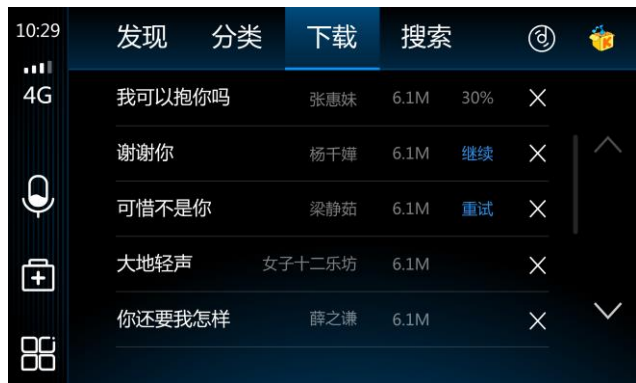 10:29
4G
发现 分类 下载 搜索
我可以抱你吗 张惠妹 6.1M 30%
谢谢你 杨千嬅 6.1M 继续
可惜不是你 梁静茹 6.1M 重试
大地轻声 女子十二乐坊 6.1M
你还要我怎样 薛之谦 6.1M